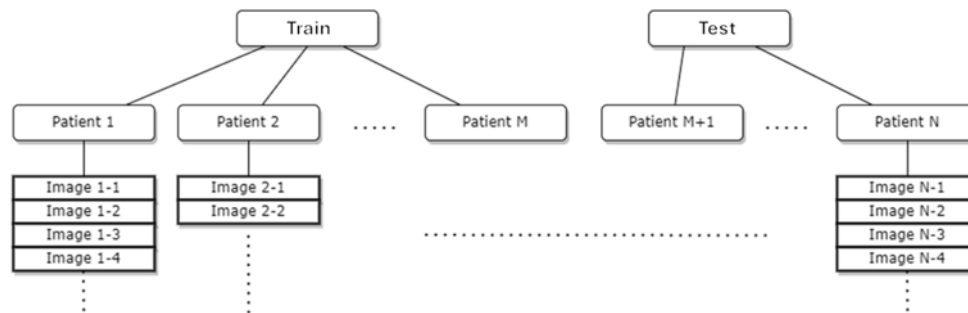 Train
Test
Patient 1
Patient 2
.....
Patient M
Patient M+1
.....
Patient N
Image 1-1
Image 1-2
Image 1-3
Image 1-4
Image 2-1
Image 2-2
Image N-1
Image N-2
Image N-3
Image N-4